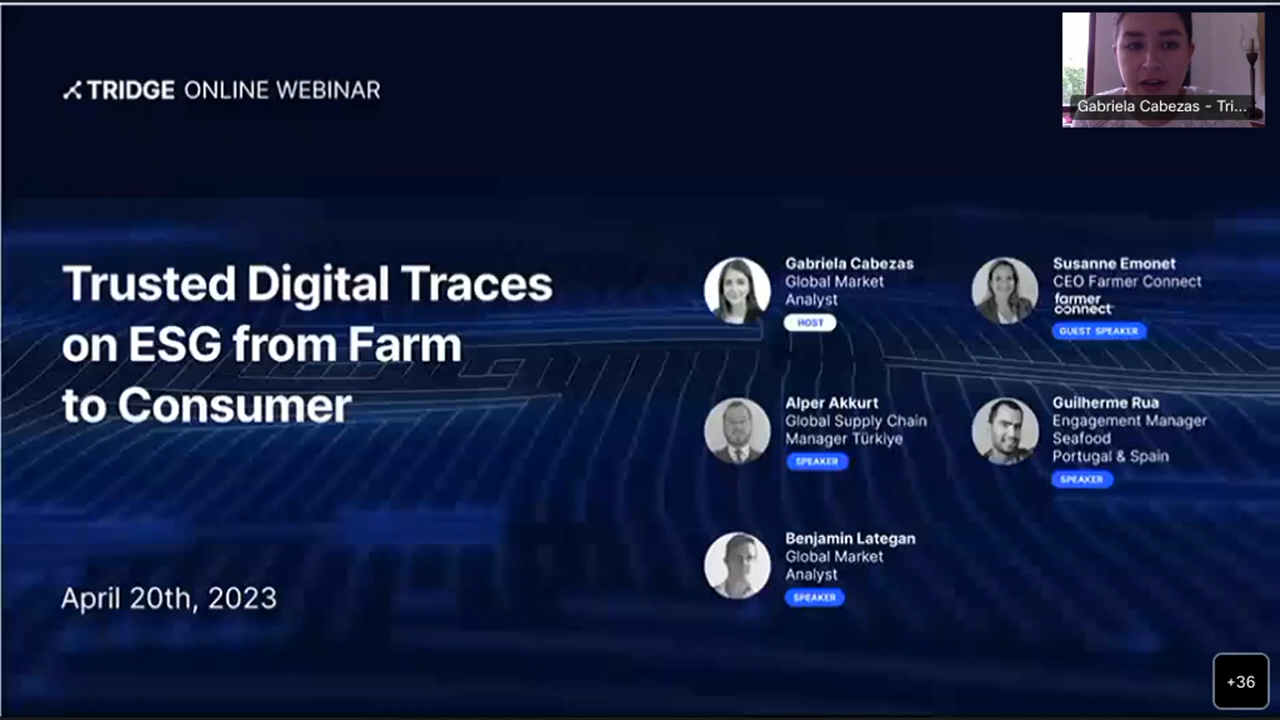 TRIDGE ONLINE WEBINAR
Gabriela Cabezas - Tri...
Trusted Digital Traces
on ESG from Farm
to Consumer
April 20th, 2023
Gabriela Cabezas
Global Market
Analyst
HOST
Susanne Emonet
CEO Farmer Connect
farmer
connect
GUEST SPEAKER
Alper Akkurt
Global Supply Chain
Manager Türkiye
SPEAKER
Guilherme Rua
Engagement Manager
Seafood
Portugal & Spain
SPEAKER
Benjamin Lategan
Global Market
Analyst
SPEAKER
+36